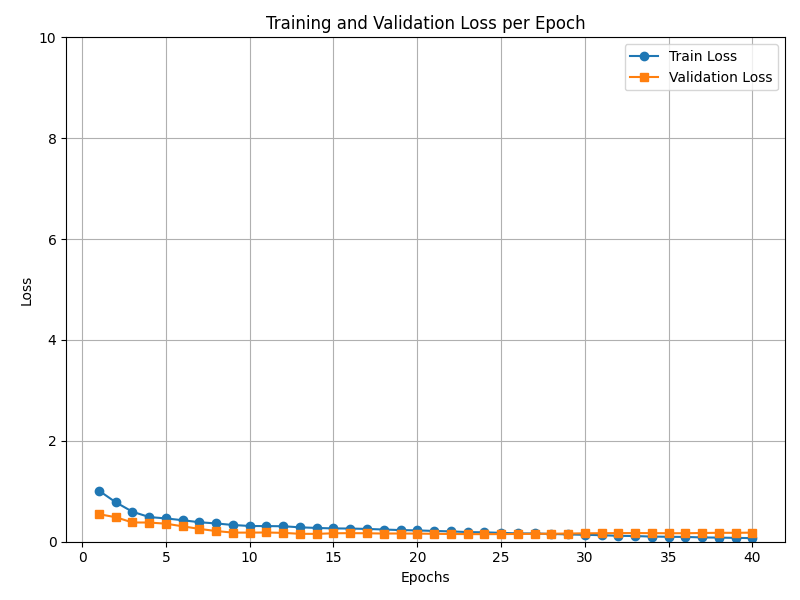 Training and Validation Loss per Epoch
Train Loss
Validation Loss
Loss
10
8
6
4
2
0
0 5 10 15 20 25 30 35 40
Epochs